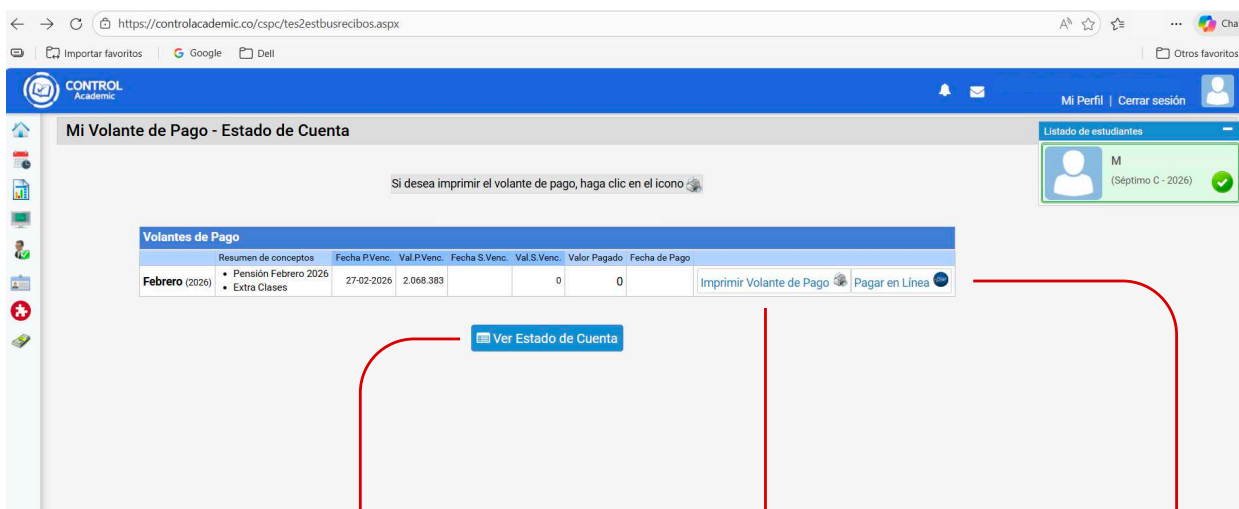 https://controlacademic.co/cspc/tes2estbusrecibos.aspx
Cha
Importar favoritos Google Dell Otros favoritos
CONTROL
Academic
Mi Perfil | Cerrar sesión
Mi Volante de Pago - Estado de Cuenta
Listado de estudiantes
M
(Séptimo C - 2026)
Si desea imprimir el volante de pago, haga clic en el icono
Volantes de Pago
Resumen de conceptos Fecha P.Venc. Val.P.Venc. Fecha S.Venc. Val.S.Venc. Valor Pagado Fecha de Pago
Febrero (2026) • Pensión Febrero 2026 27-02-2026 2.068.383 0 0 Imprimir Volante de Pago Pagar en Línea
• Extra Clases
Ver Estado de Cuenta